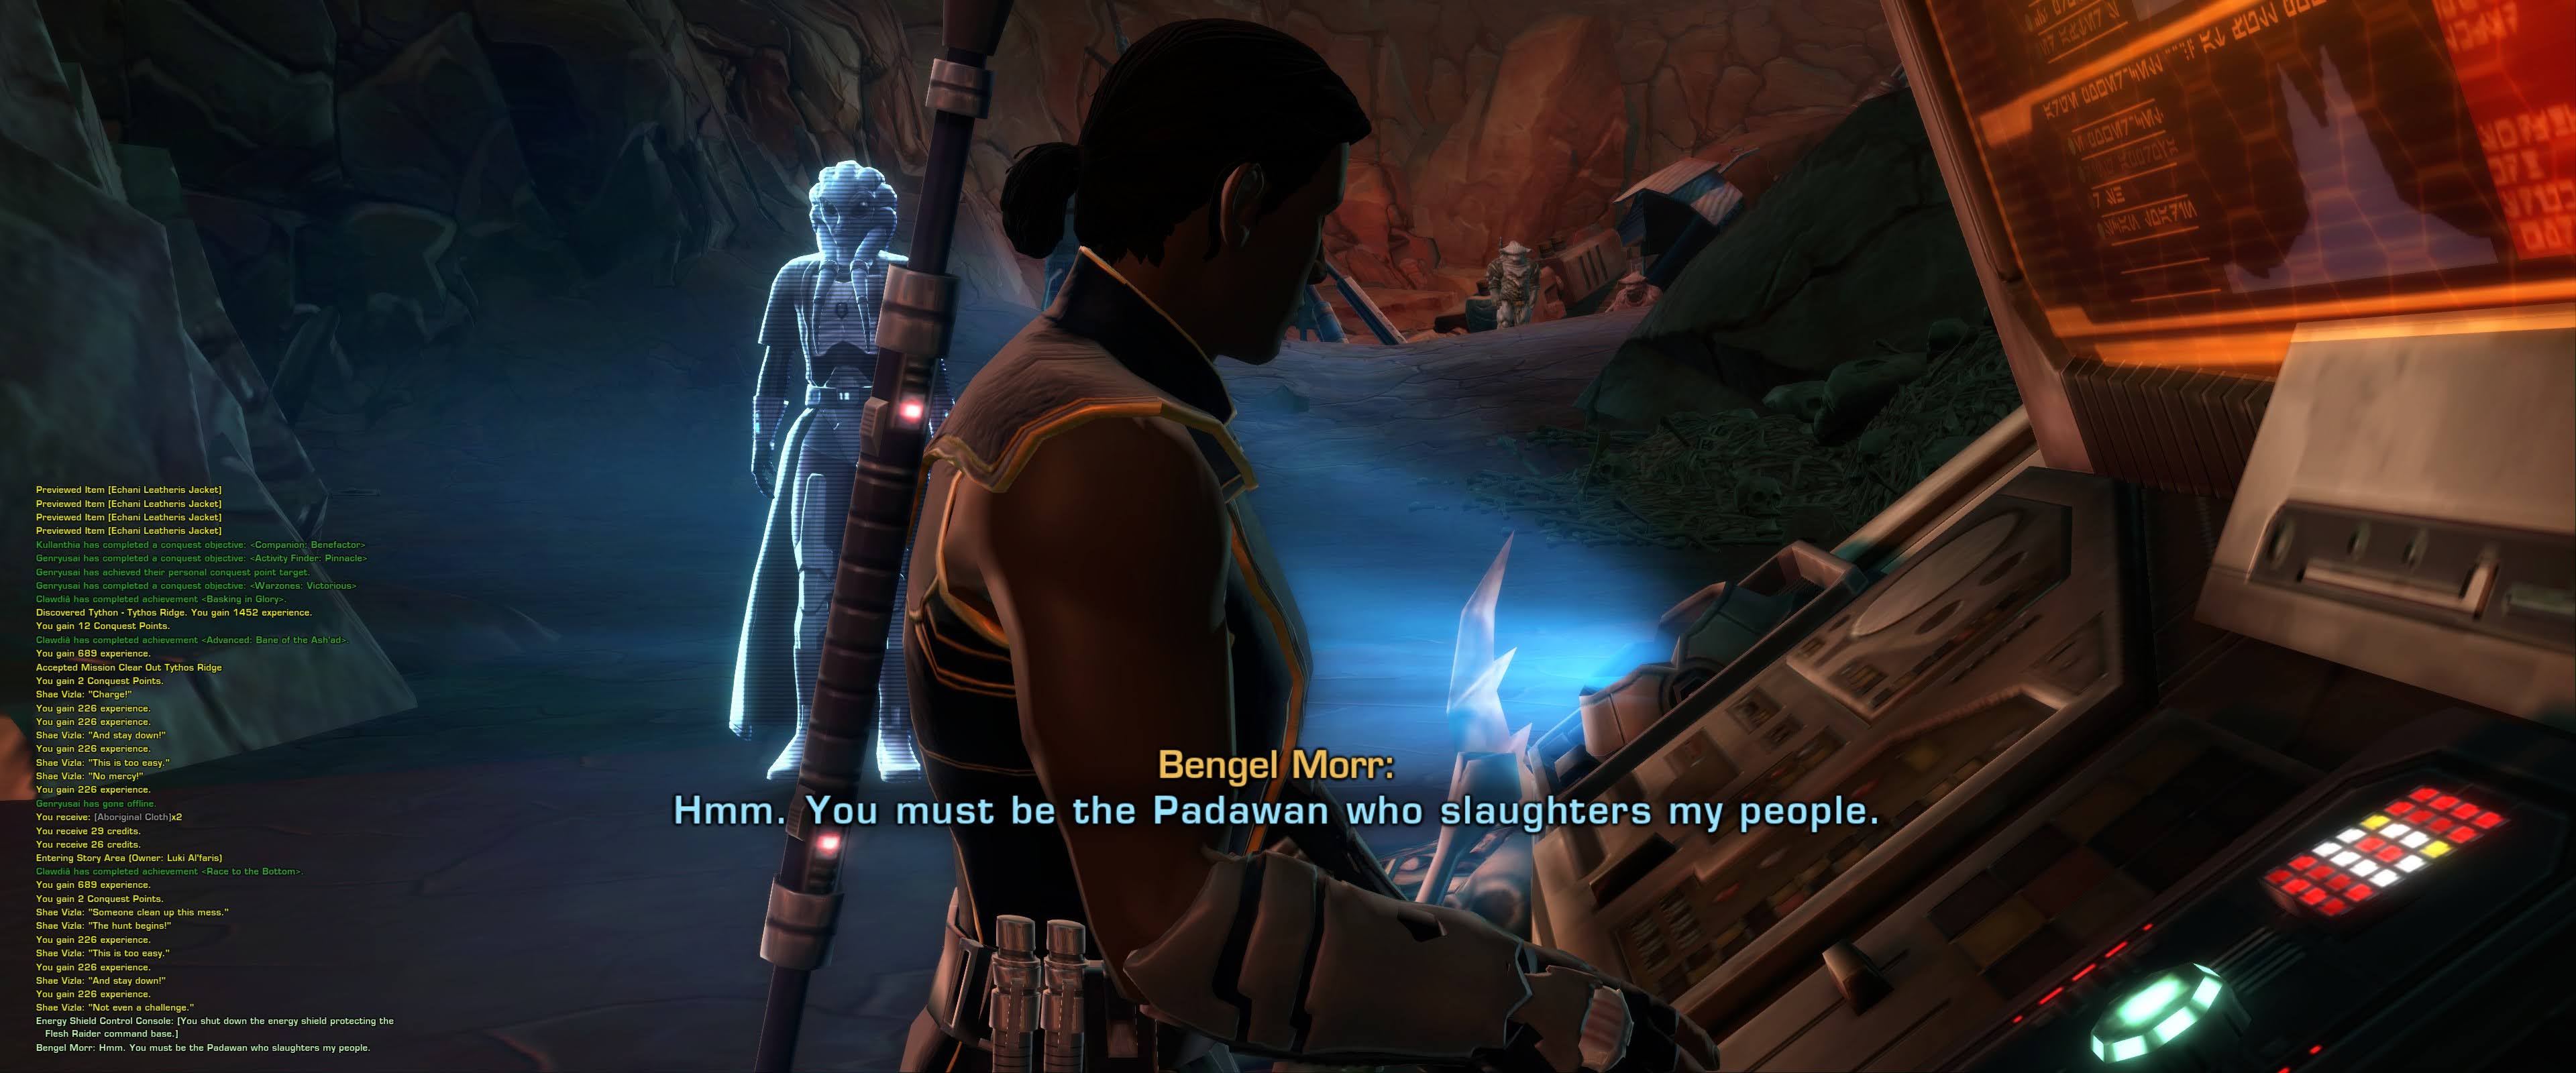 Previewed Item [Echani Leatheris Jacket]
Previewed Item [Echani Leatheris Jacket]
Previewed Item [Echani Leatheris Jacket]
Previewed Item [Echani Leatheris Jacket]
Kullanthia has completed a conquest objective: <Companion: Benefactor>
Genryusai has completed a conquest objective: <Activity Finder: Pinnacle>
Genryusai has achieved their personal conquest point target.
Genryusai has completed a conquest objective: <Warzones: Victorious>
Clawdiâ has completed achievement <Basking in Glory>.
Discovered Tython - Tythos Ridge. You gain 1452 experience.
You gain 12 Conquest Points.
Clawdiâ has completed achievement <Advanced: Bane of the Ash'ad>
You gain 689 experience.
Accepted Mission Clear Out Tythos Ridge
You gain 2 Conquest Points.
Shae Vizla: "Charge!"
You gain 226 experience.
You gain 226 experience.
Shae Vizla: "And stay down!"
You gain 226 experience.
Shae Vizla: "This is too easy."
Shae Vizla: "No mercy!"
You gain 226 experience.
Genryusai has gone offline.
You receive: [Aboriginal Cloth]x2
You receive 29 credits.
You receive 26 credits.
Entering Story Area (Owner: Luki Al'faris)
Clawdiâ has completed achievement <Race to the Bottom>.
You gain 689 experience.
You gain 2 Conquest Points.
Shae Vizla: "Someone clean up this mess."
Shae Vizla: "The hunt begins!"
You gain 226 experience.
Shae Vizla: "This is too easy."
You gain 226 experience.
Shae Vizla: "And stay down!"
You gain 226 experience.
Shae Vizla: "Not even a challenge."
Energy Shield Control Console: [You shut down the energy shield protecting the
Flesh Raider command base.]
Bengel Morr: Hmm. You must be the Padawan who slaughters my people.
Bengel Morr:
Hmm. You must be the Padawan who slaughters my people.